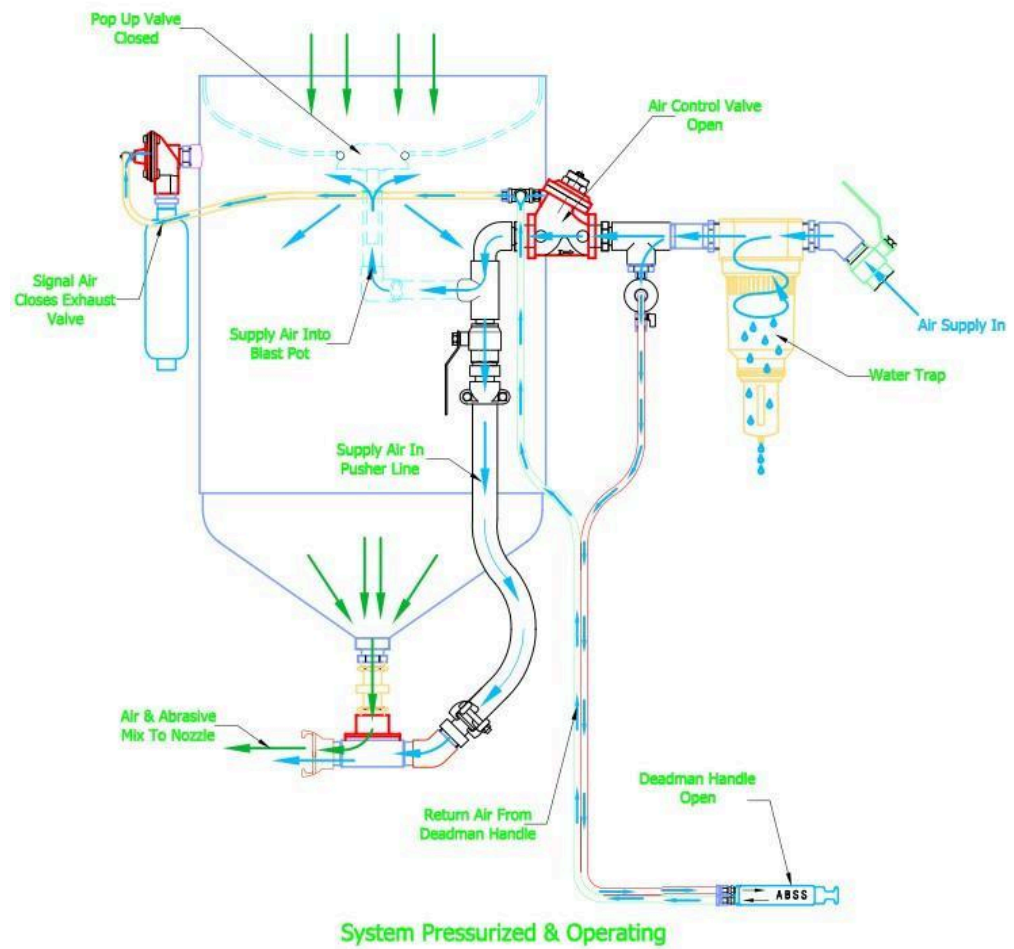 Pop Up Valve
Closed
Air Control Valve
Open
Signal Air
Closes Exhaust
Valve
Supply Air Into
Blast Pot
Air Supply In
Water Trap
Supply Air In
Pusher Line
Air & Abrasive
Mix To Nozzle
Return Air From
Deadman Handle
Deadman Handle
Open
ABSS
System Pressurized & Operating